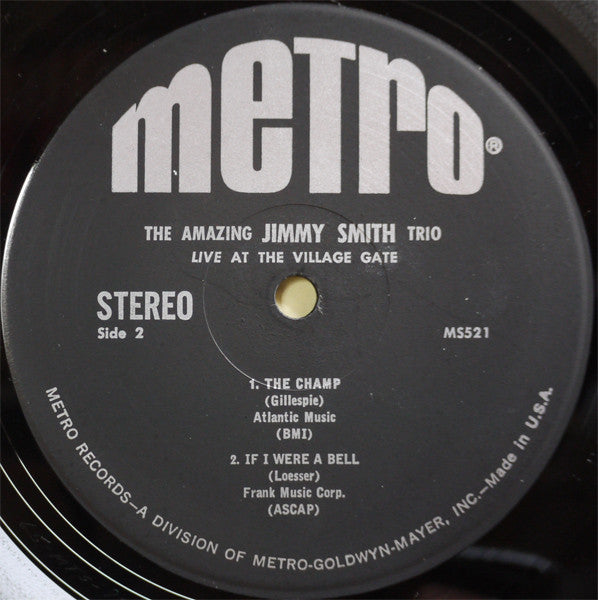 metro®
THE AMAZING JIMMY SMITH TRIO
LIVE AT THE VILLAGE GATE
STEREO
Side 2
MS521
1. THE CHAMP
(Gillespie)
Atlantic Music
(BMI)
2. IF I WERE A BELL
(Loesser)
Frank Music Corp.
(ASCAP)
METRO RECORDS—A DIVISION OF METRO-GOLDWYN-MAYER, INC.—Made in U.S.A.